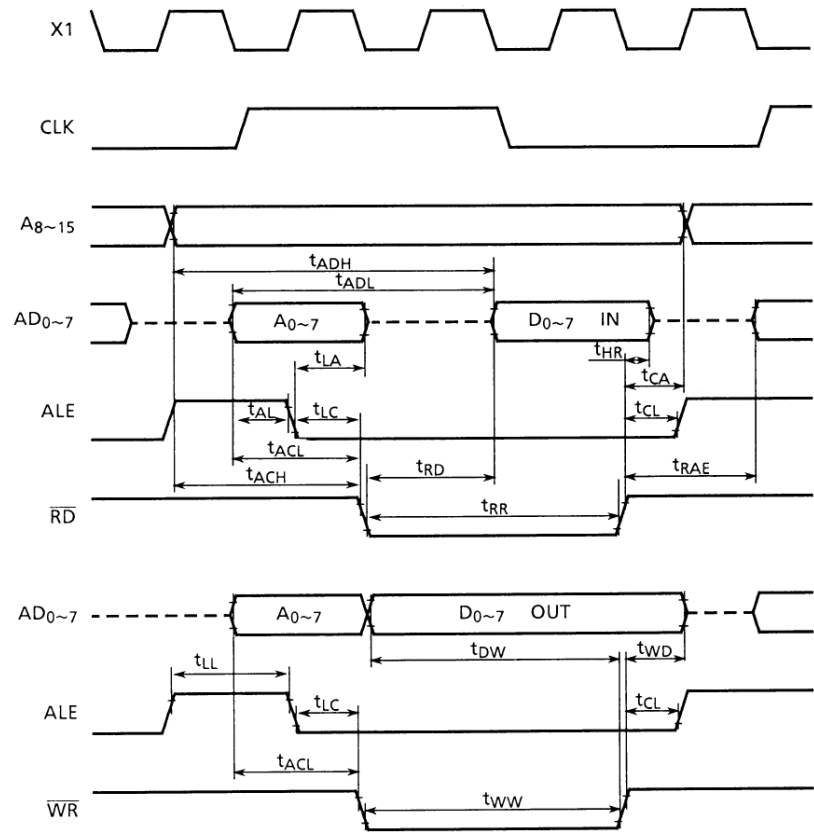 X1
CLK
A8~15
tADH
tADL
AD0~7 A0~7 D0~7 IN
tLA tHR
tCA
ALE tAL tLC tCL
tACL
tACH tRD tRAE
RD tRR
AD0~7 A0~7 D0~7 OUT
tLL tDW tWD
ALE tLC tCL
tACL
WR tWW